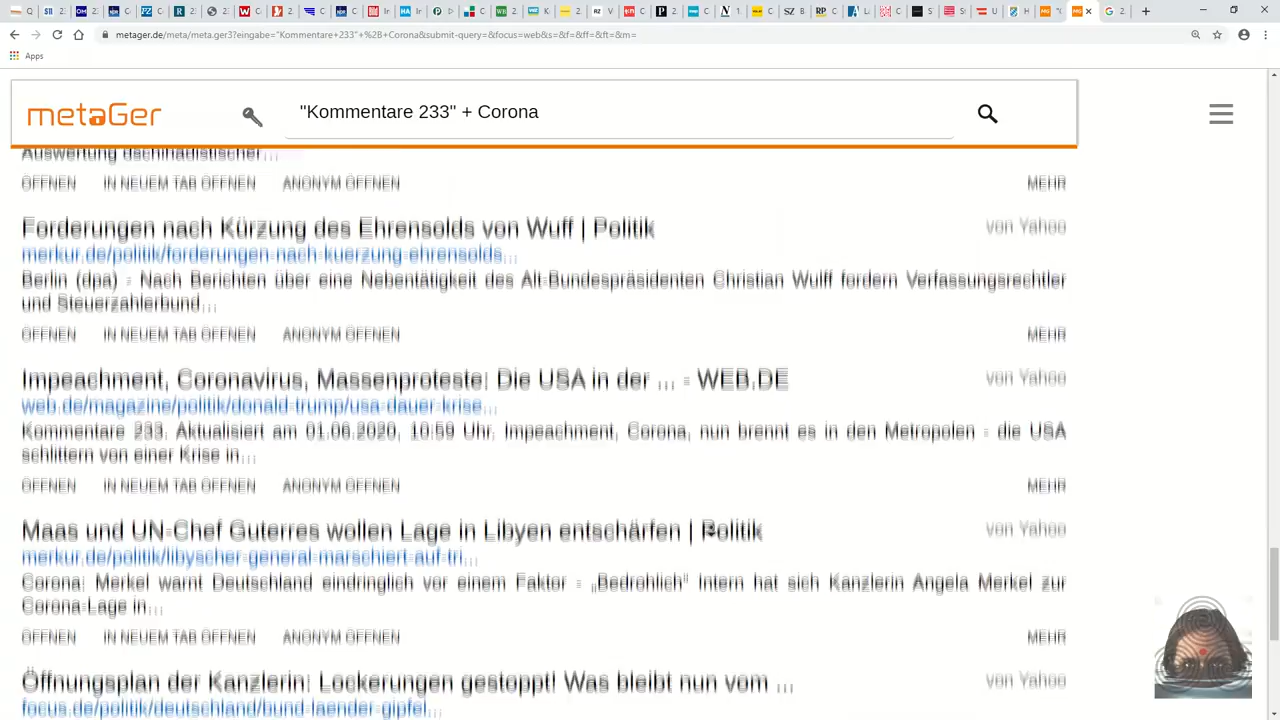 metager.de/meta/meta.ger3?eingabe="Kommentare+233"+%2B+Corona&submit-query=&focus=web&s=&f=&ff=&ft=&m=
Apps
metaGer
"Kommentare 233" + Corona
Auswertung dschihadistischer...
ÖFFNEN IN NEUEM TAB ÖFFNEN ANONYM ÖFFNEN MEHR
Forderungen nach Kürzung des Ehrensolds von Wuff | Politik von Yahoo
merkur.de/politik/forderungen-nach-kuerzung-ehrensolds...
Berlin (dpa) - Nach Berichten über eine Nebentätigkeit des Alt-Bundespräsidenten Christian Wulff fordern Verfassungsrechtler
und Steuerzahlerbund...
ÖFFNEN IN NEUEM TAB ÖFFNEN ANONYM ÖFFNEN MEHR
Impeachment, Coronavirus, Massenproteste: Die USA in der ... - WEB.DE von Yahoo
web.de/magazine/politik/donald-trump/usa-dauer-krise...
Kommentare 233. Aktualisiert am 01.06.2020, 10:59 Uhr. Impeachment, Corona, nun brennt es in den Metropolen - die USA
schlittern von einer Krise in...
ÖFFNEN IN NEUEM TAB ÖFFNEN ANONYM ÖFFNEN MEHR
Maas und UN-Chef Guterres wollen Lage in Libyen entschärfen | Politik von Yahoo
merkur.de/politik/libyscher-general-marschiert-auf-tri...
Corona: Merkel warnt Deutschland eindringlich vor einem Faktor - „Bedrohlich" Intern hat sich Kanzlerin Angela Merkel zur
Corona-Lage in...
ÖFFNEN IN NEUEM TAB ÖFFNEN ANONYM ÖFFNEN MEHR
Öffnungsplan der Kanzlerin: Lockerungen gestoppt! Was bleibt nun vom ... von Yahoo
focus.de/politik/deutschland/bund-laender-gipfel...